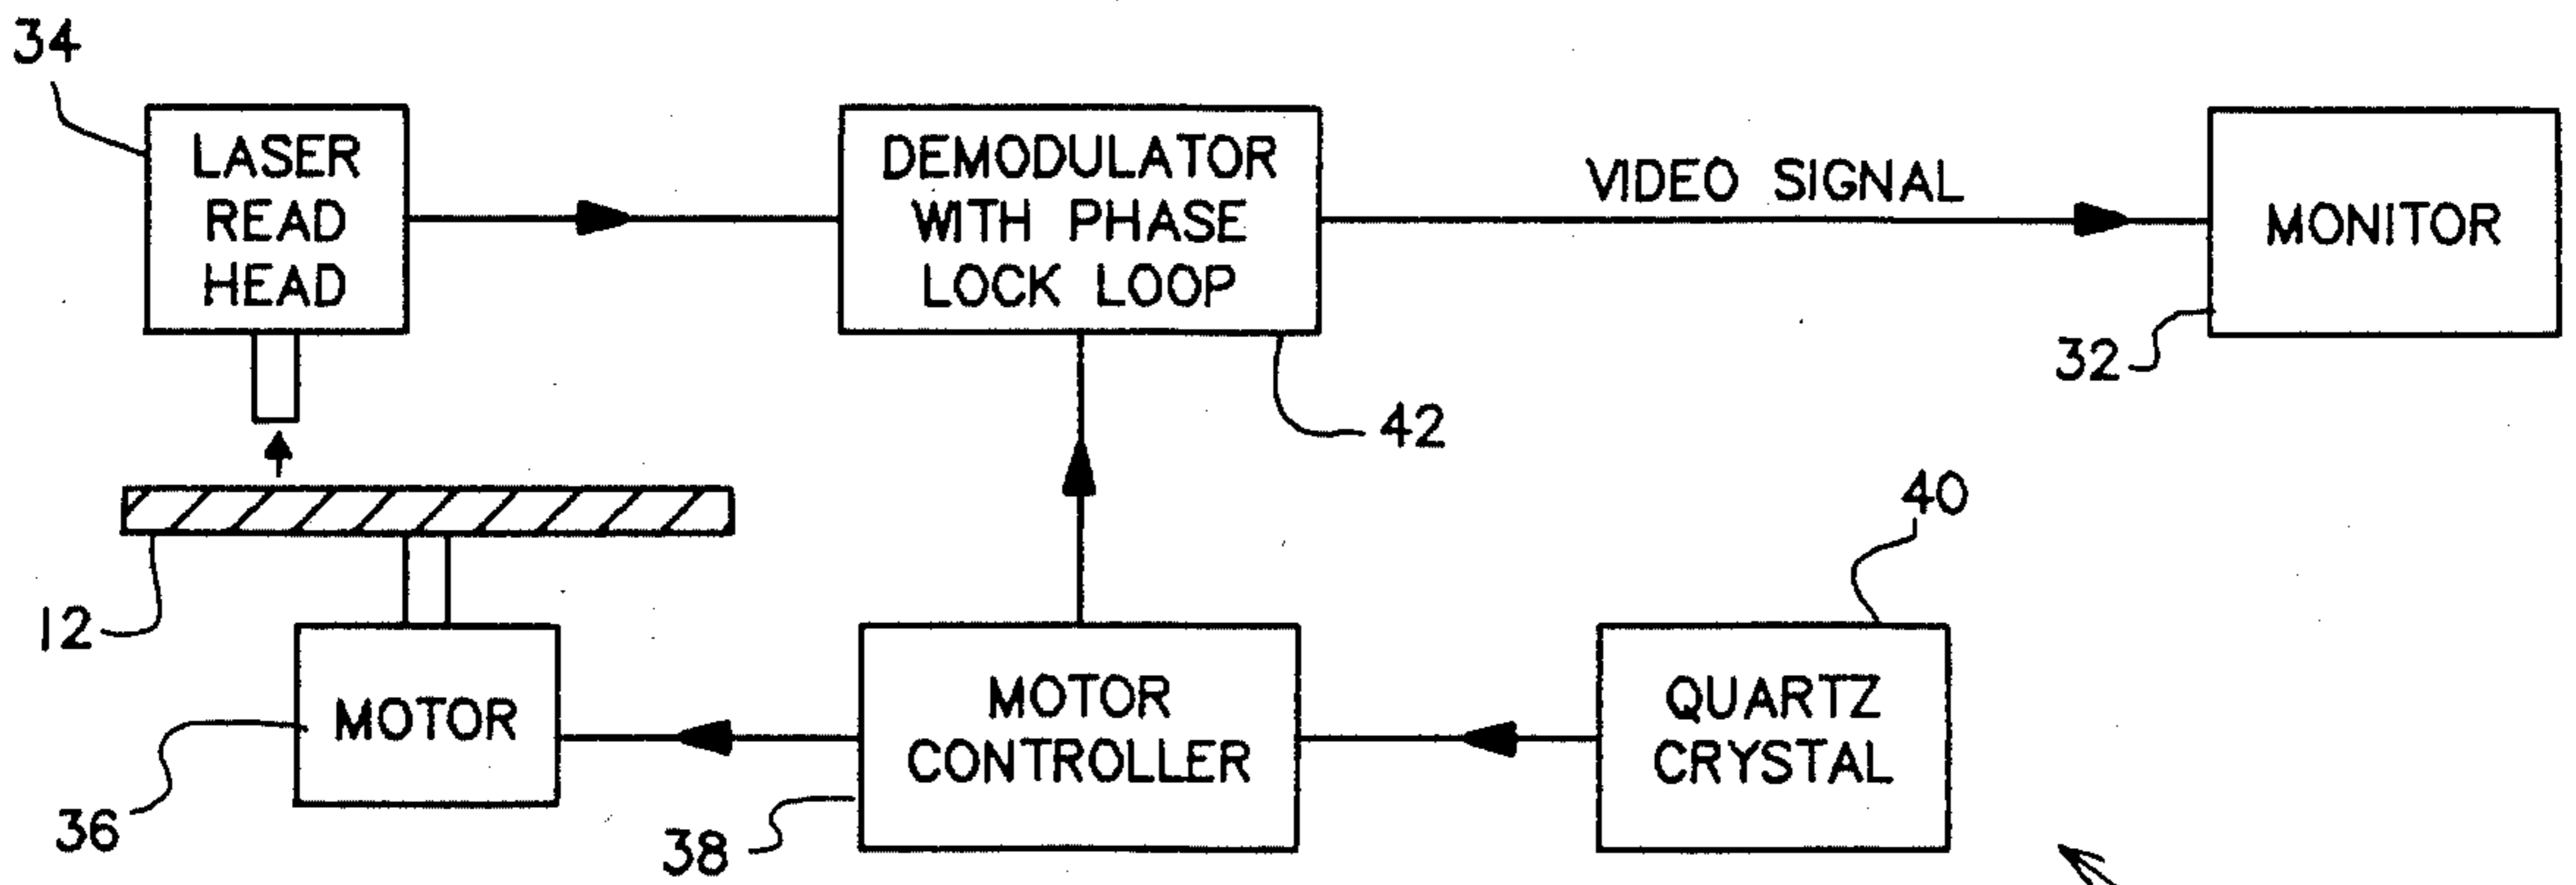 34
LASER
READ
HEAD
DEMODULATOR
WITH PHASE
LOCK LOOP
VIDEO SIGNAL
MONITOR
32
42
12
40
MOTOR
36
MOTOR
CONTROLLER
38
QUARTZ
CRYSTAL